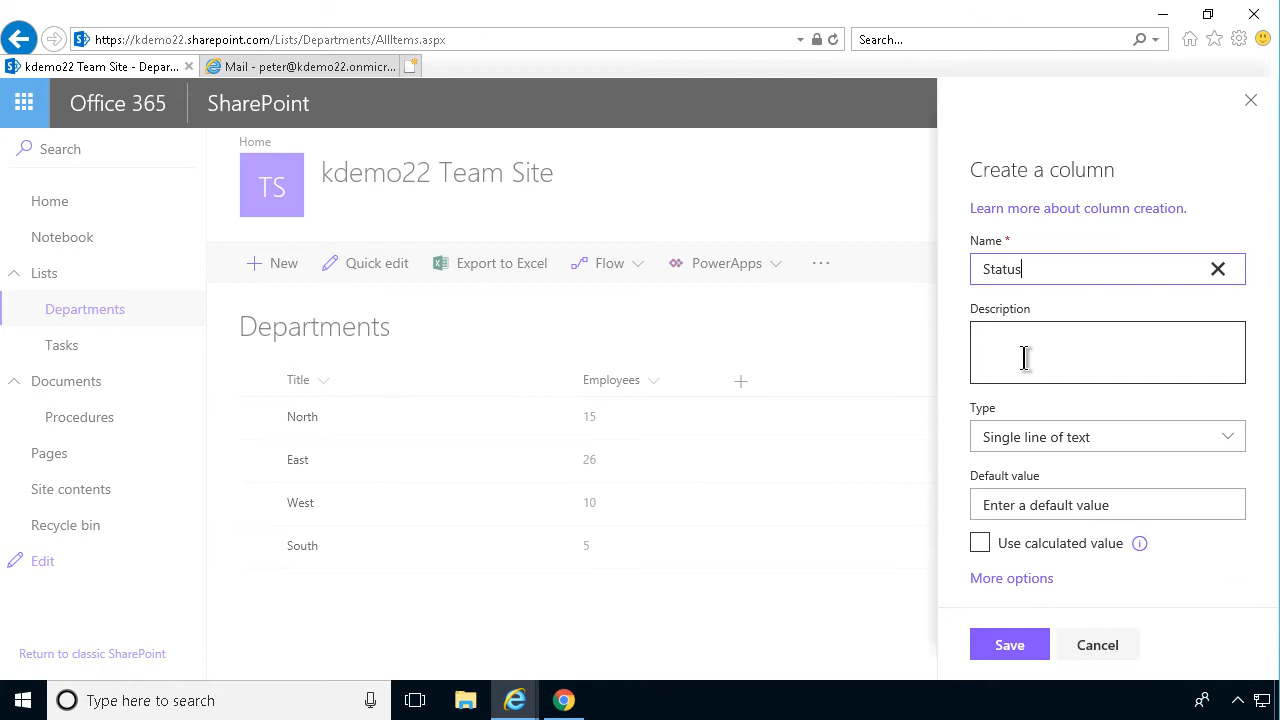 https://kdemo22.sharepoint.com/Lists/Departments/AllItems.aspx
Search...
kdemo22 Team Site - Depar...
Mail - peter@kdemo22.onmicr...
Office 365
SharePoint
Search
Home
Notebook
Lists
Departments
Tasks
Documents
Procedures
Pages
Site contents
Recycle bin
Edit
Return to classic SharePoint
Home
TS
kdemo22 Team Site
New
Quick edit
Export to Excel
Flow
PowerApps
Departments
Title Employees
North 15
East 26
West 10
South 5
Create a column
Learn more about column creation.
Name *
Status
Description
Type
Single line of text
Default value
Enter a default value
Use calculated value
More options
Save
Cancel
Type here to search